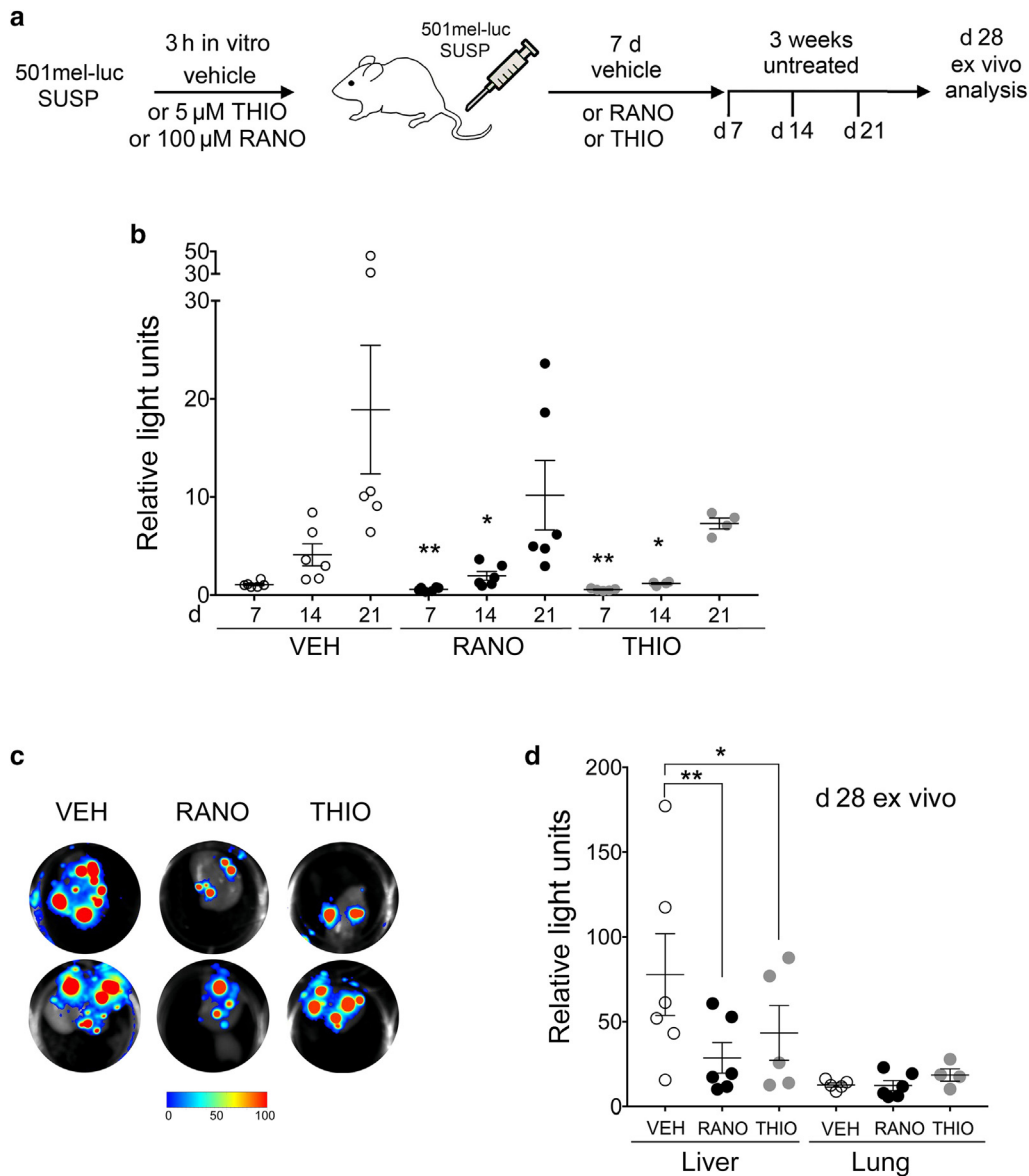 a
501mel-luc
SUSP
3 h in vitro
vehicle
or 5 µM THIO
or 100 µM RANO
501mel-luc
SUSP
7 d
vehicle
or RANO
or THIO
3 weeks
untreated
d 7
d 14
d 21
d 28
ex vivo
analysis
b
Relative light units
50
30
30
20
10
0
d 7 14 21 7 14 21 7 14 21
** * ** *
VEH RANO THIO
c
VEH RANO THIO
0 50 100
d
d 28 ex vivo
Relative light units
200
150
100
50
0
*
**
VEH RANO THIO VEH RANO THIO
Liver Lung